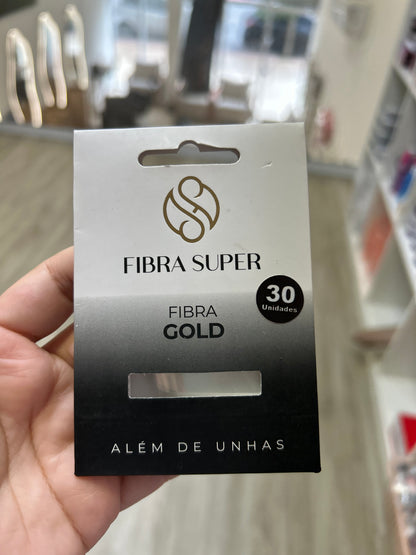 FIBRA SUPER
30
Unidades
FIBRA
GOLD
ALÉM DE UNHAS